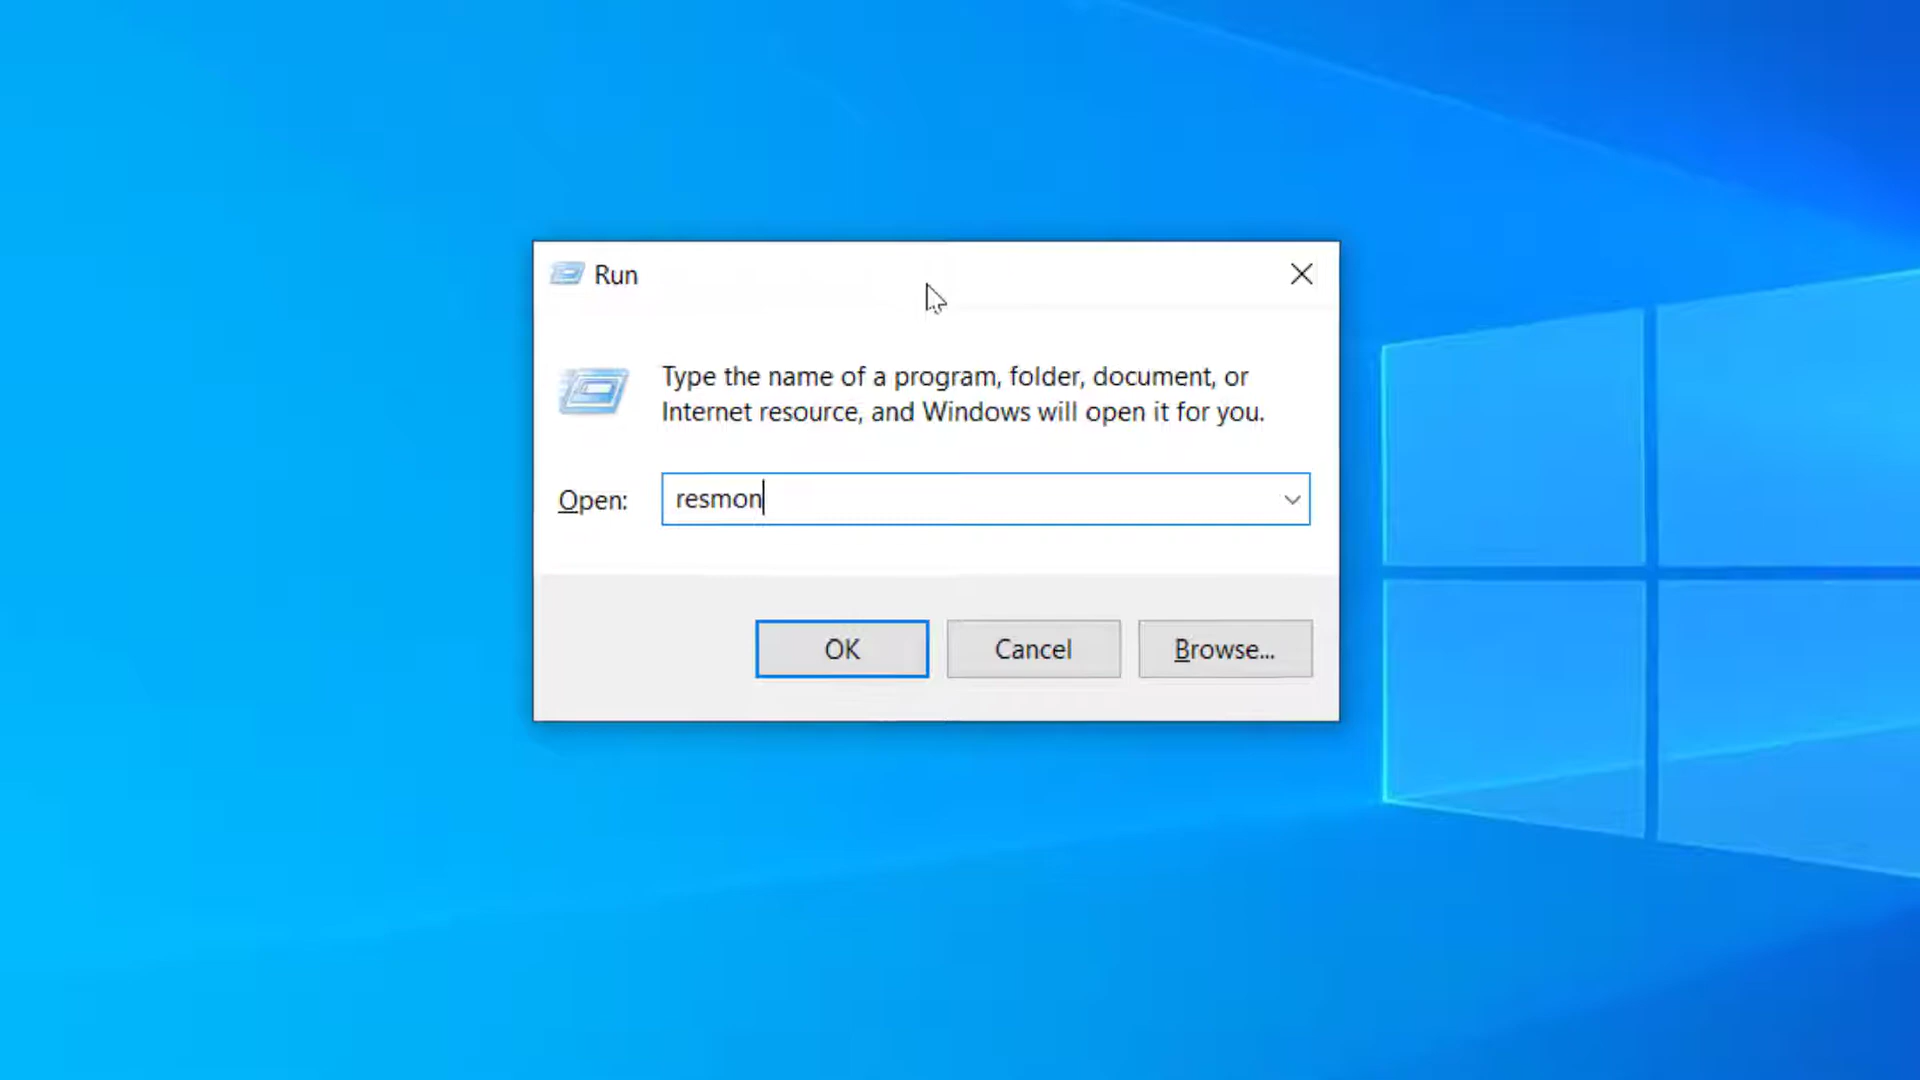 Run
Type the name of a program, folder, document, or
Internet resource, and Windows will open it for you.
Open: resmon
OK Cancel Browse...